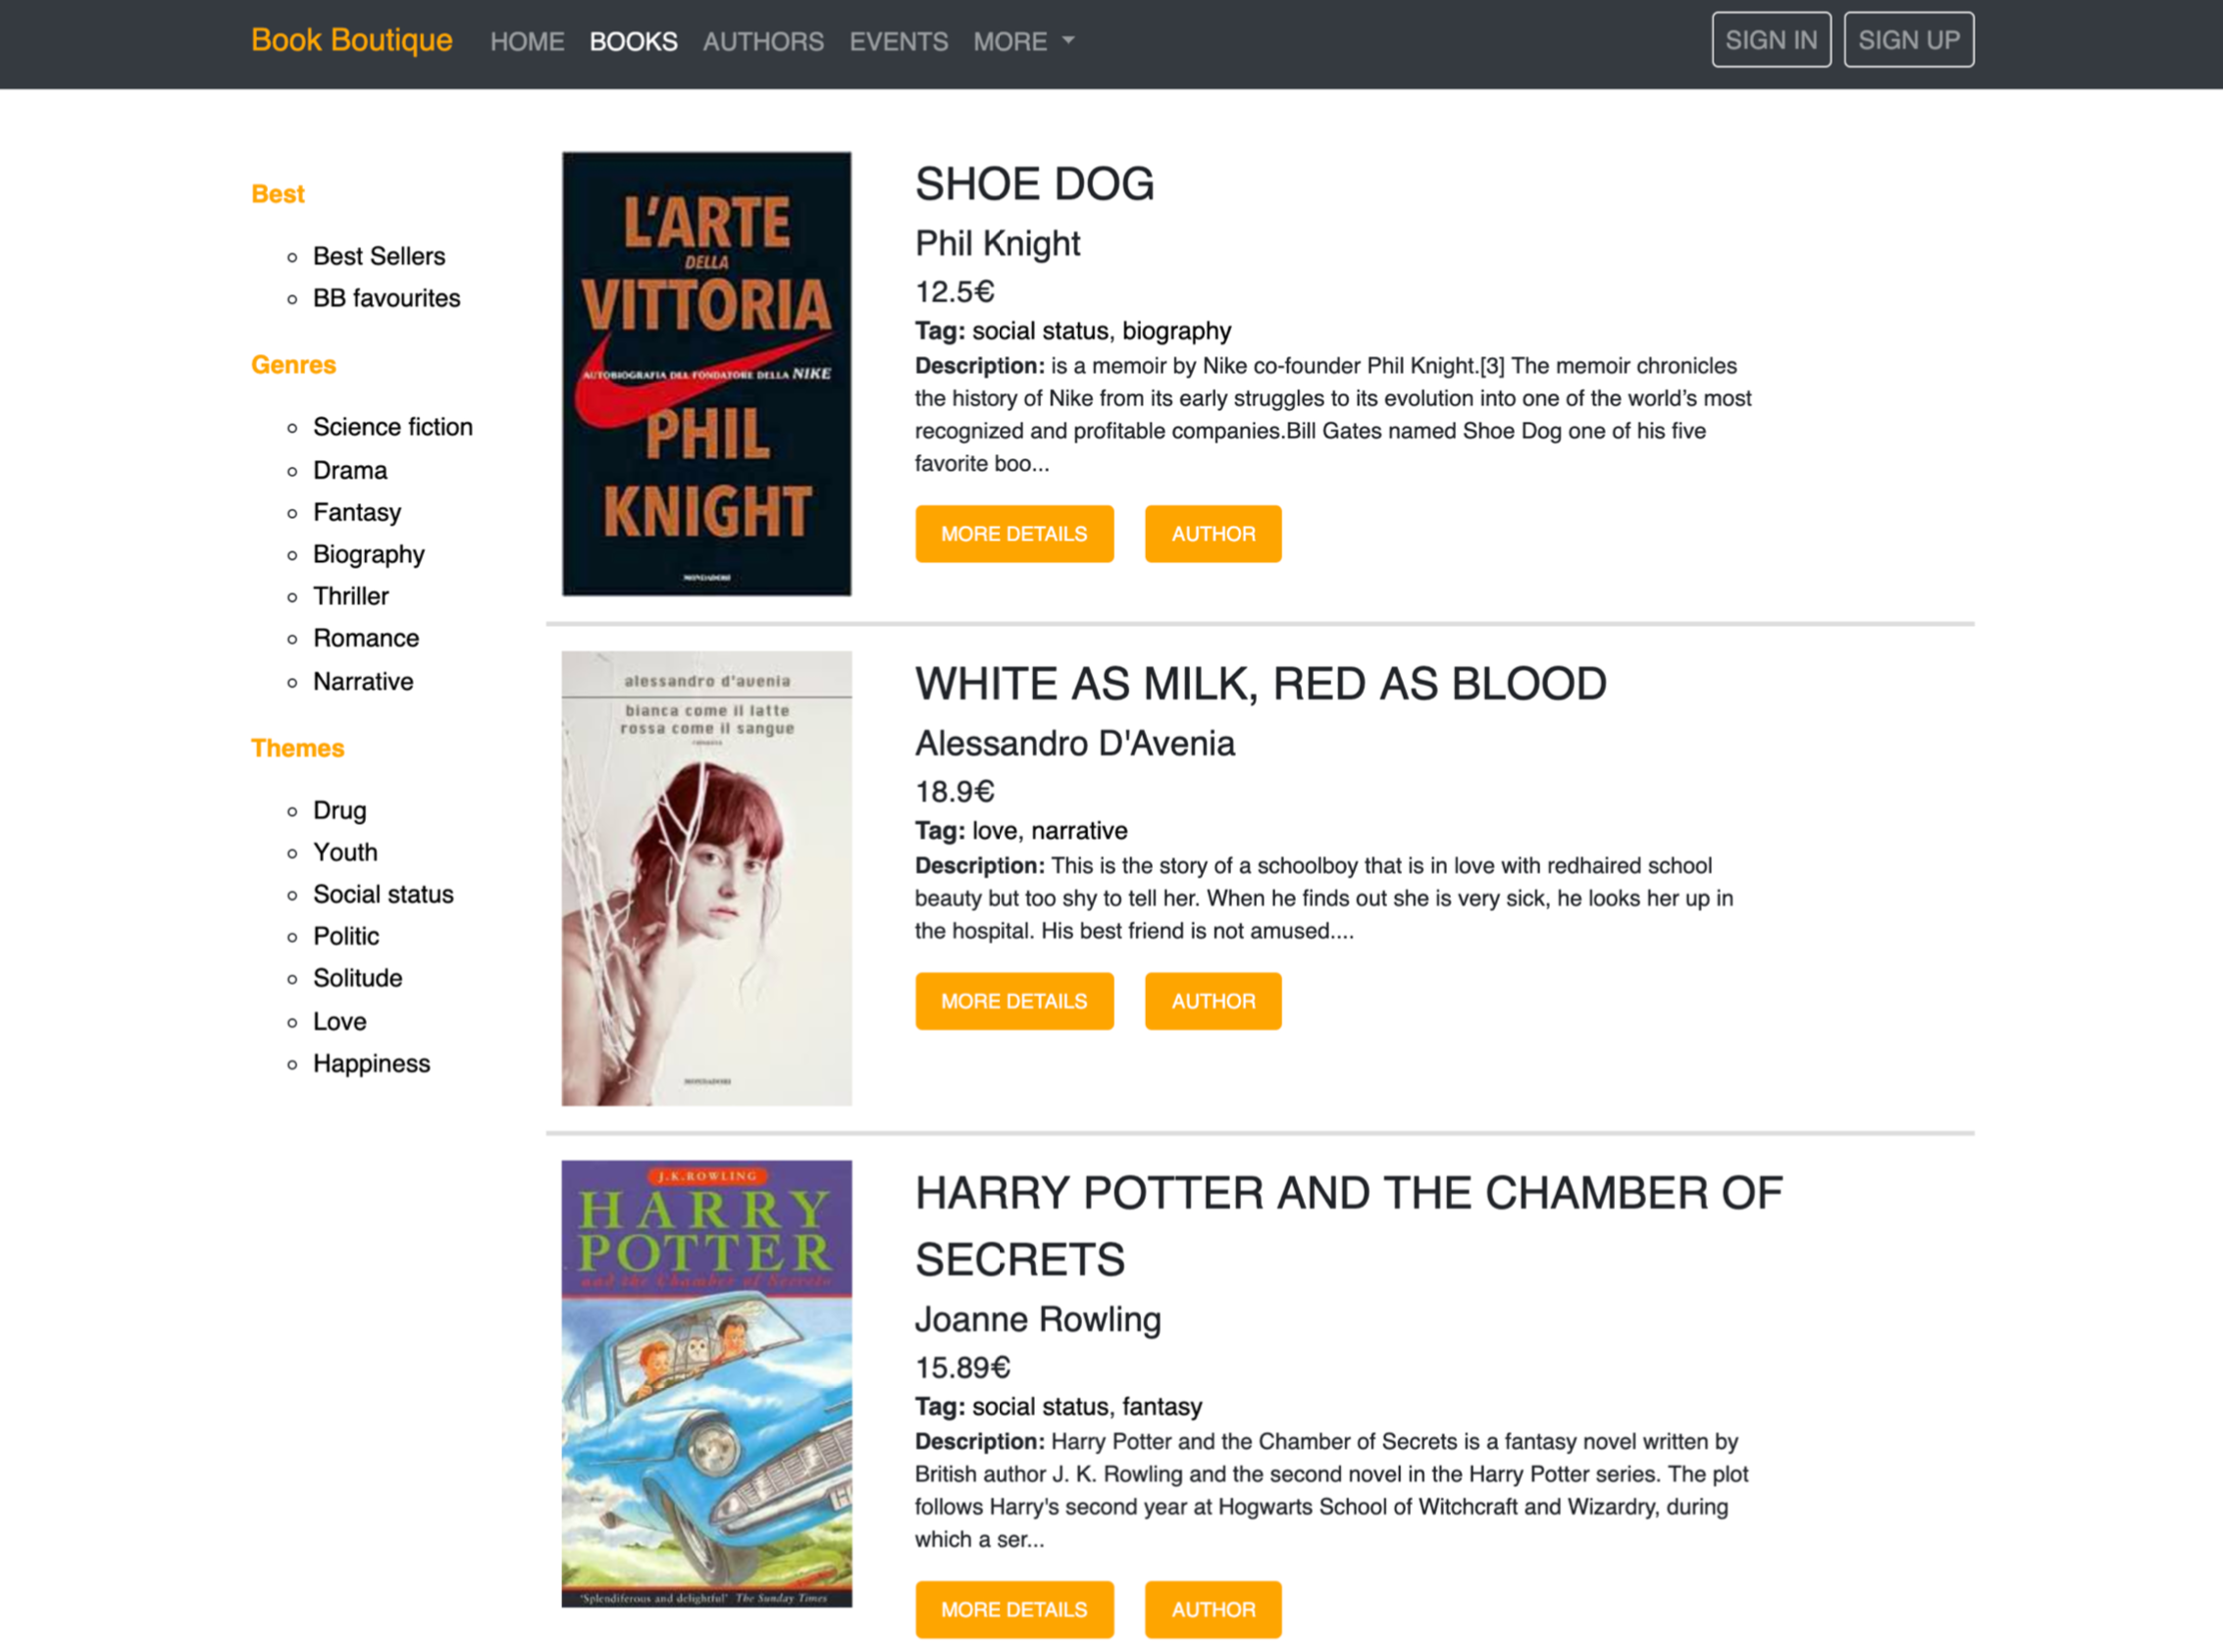 Book Boutique HOME BOOKS AUTHORS EVENTS MORE SIGN IN SIGN UP
Best
Best Sellers
BB favourites
Genres
Science fiction
Drama
Fantasy
Biography
Thriller
Romance
Narrative
Themes
Drug
Youth
Social status
Politic
Solitude
Love
Happiness
L'ARTE
DELLA
VITTORIA
AUTOBIOGRAFIA DEL FONDATORE DELLA NIKE
PHIL
KNIGHT
MONDADORI
SHOE DOG
Phil Knight
12.5€
Tag: social status, biography
Description: is a memoir by Nike co-founder Phil Knight.[3] The memoir chronicles
the history of Nike from its early struggles to its evolution into one of the world’s most
recognized and profitable companies.Bill Gates named Shoe Dog one of his five
favorite boo...
MORE DETAILS AUTHOR
alessandro d'avenia
bianca come il latte
rossa come il sangue
romanzo
MONDADORI
WHITE AS MILK, RED AS BLOOD
Alessandro D'Avenia
18.9€
Tag: love, narrative
Description: This is the story of a schoolboy that is in love with redhaired school
beauty but too shy to tell her. When he finds out she is very sick, he looks her up in
the hospital. His best friend is not amused....
MORE DETAILS AUTHOR
J.K.ROWLING
HARRY
POTTER
and the Chamber of Secrets
'Splendiferous and delightful' The Sunday Times
HARRY POTTER AND THE CHAMBER OF
SECRETS
Joanne Rowling
15.89€
Tag: social status, fantasy
Description: Harry Potter and the Chamber of Secrets is a fantasy novel written by
British author J. K. Rowling and the second novel in the Harry Potter series. The plot
follows Harry's second year at Hogwarts School of Witchcraft and Wizardry, during
which a ser...
MORE DETAILS AUTHOR